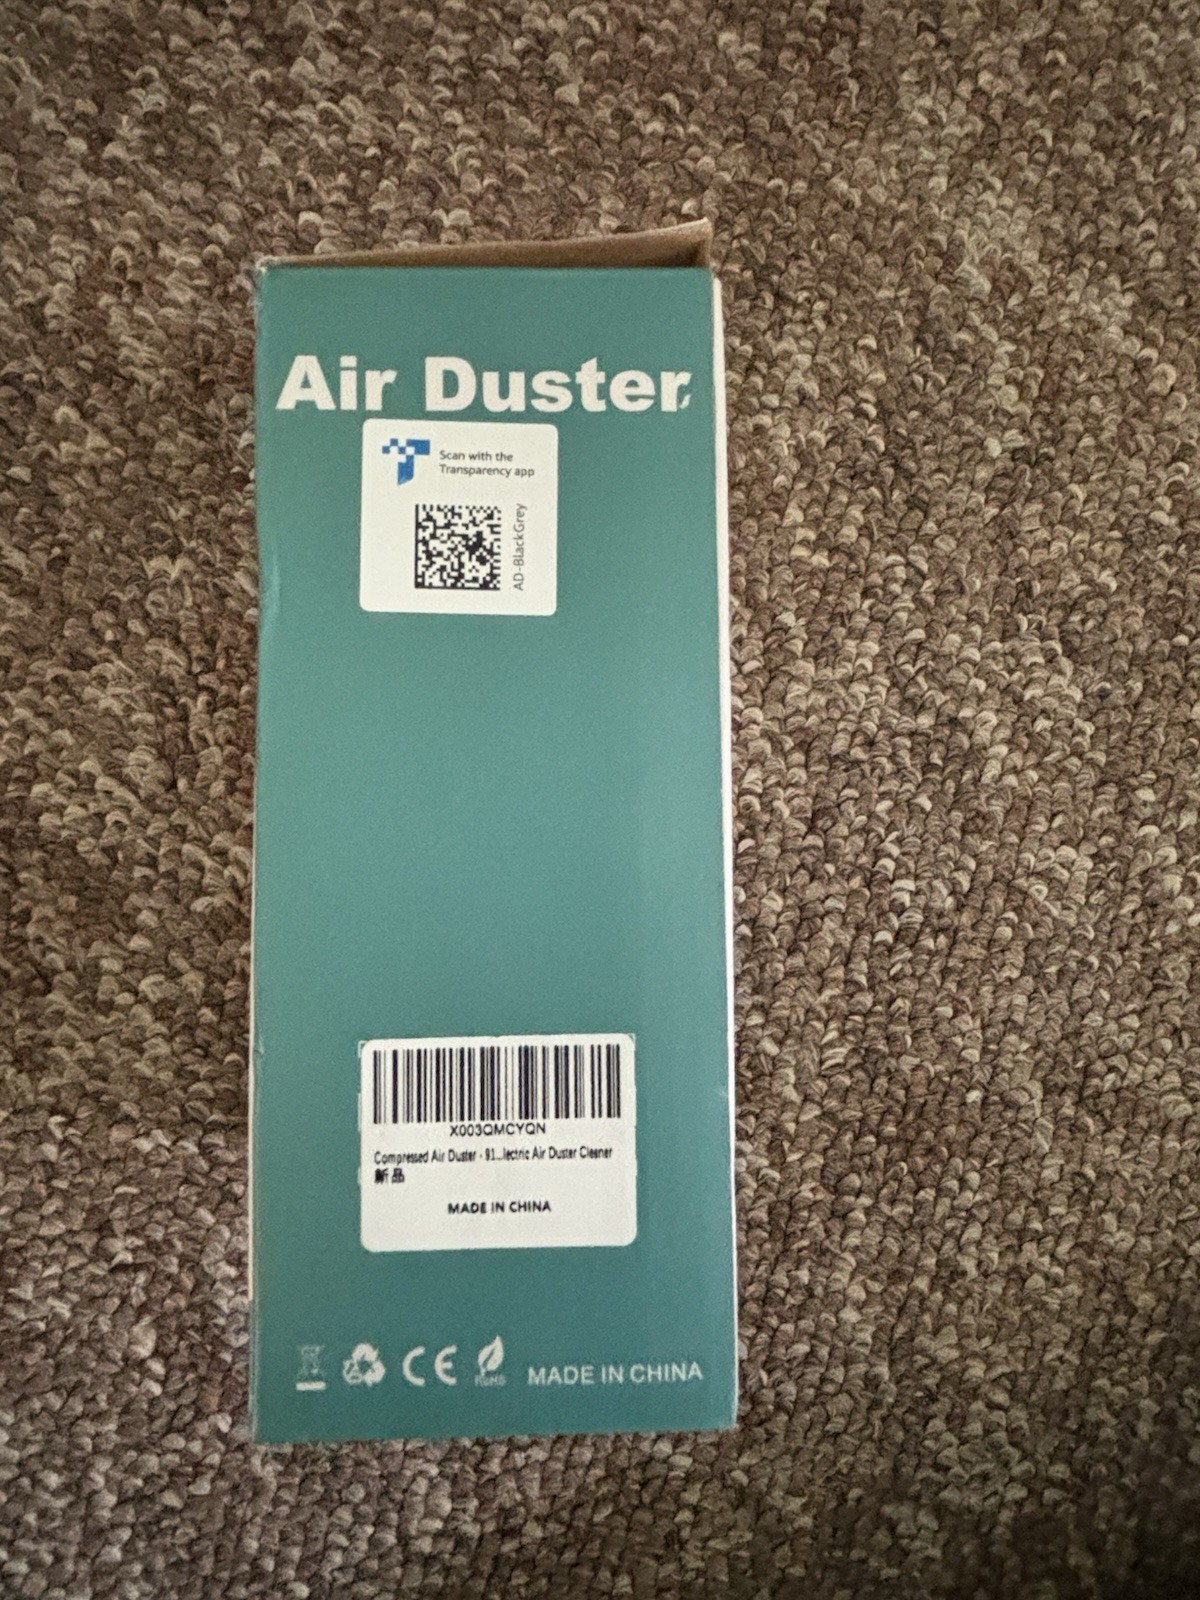 Air Duster
Scan with the
Transparency app
AD-BlackGrey
X003QMCYQN
Compressed Air Duster - 91...lectric Air Duster Cleaner
新品
MADE IN CHINA
CE
RoHS
MADE IN CHINA